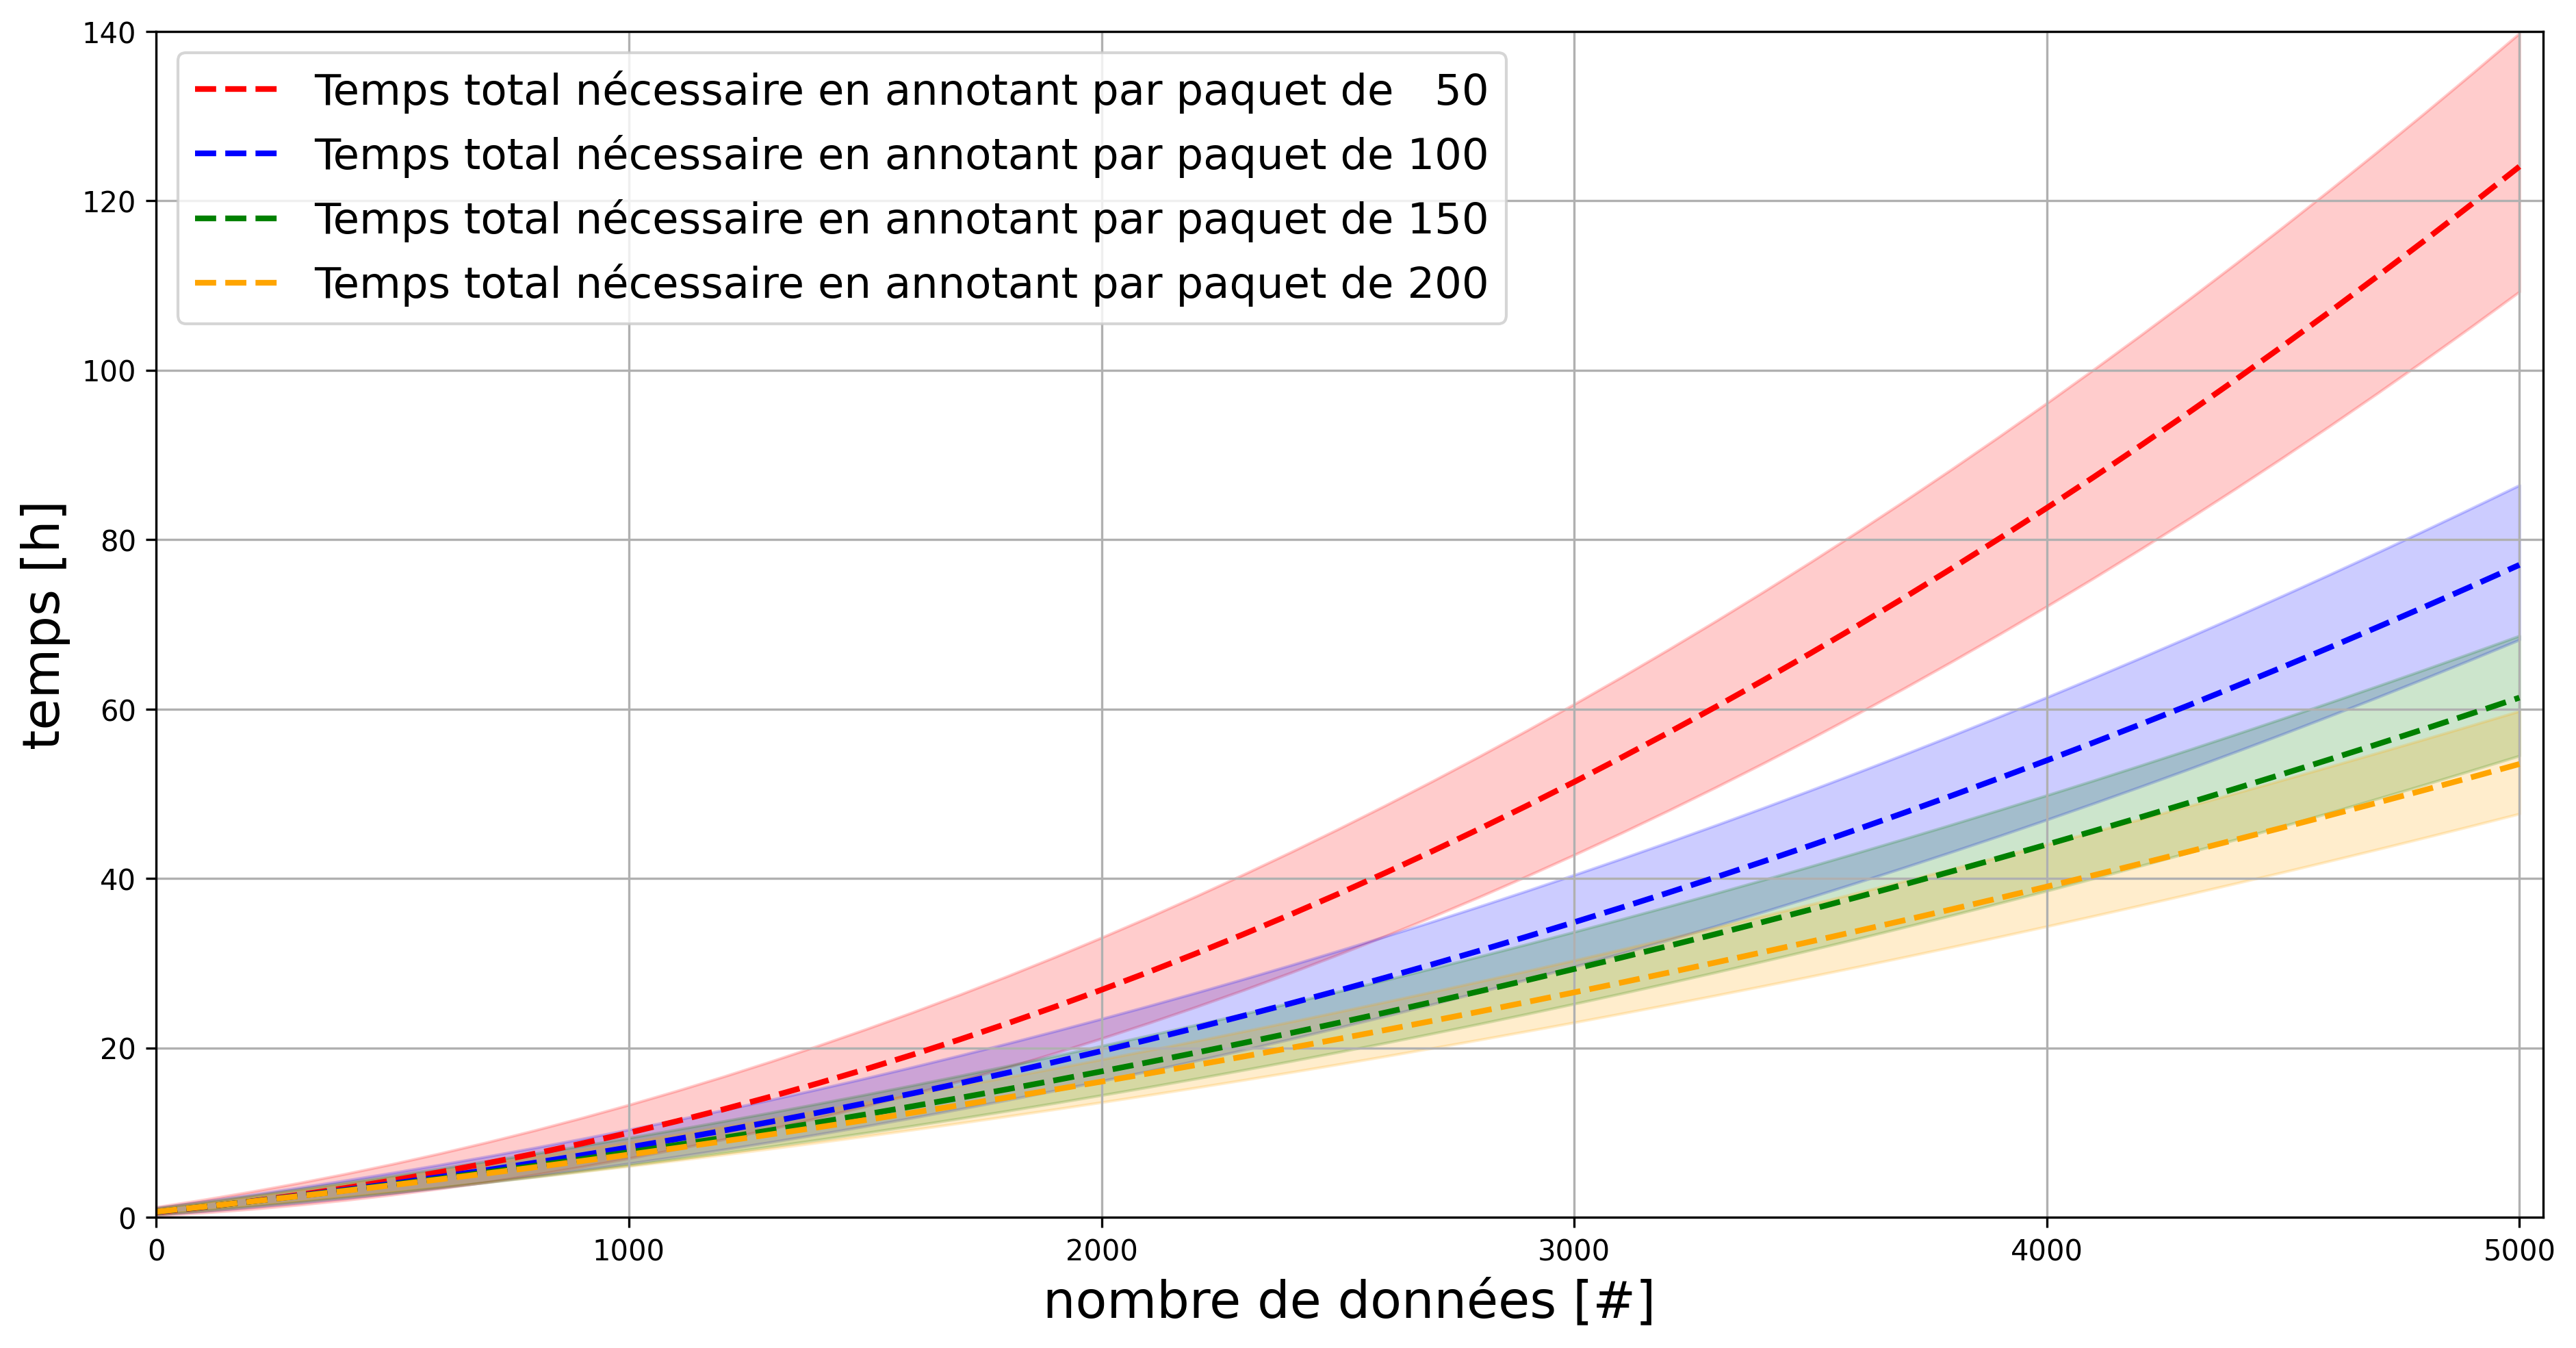 140
120
100
80
60
40
20
0
temps [h]
Temps total nécessaire en annotant par paquet de 50
Temps total nécessaire en annotant par paquet de 100
Temps total nécessaire en annotant par paquet de 150
Temps total nécessaire en annotant par paquet de 200
0 1000 2000 3000 4000 5000
nombre de données [#]